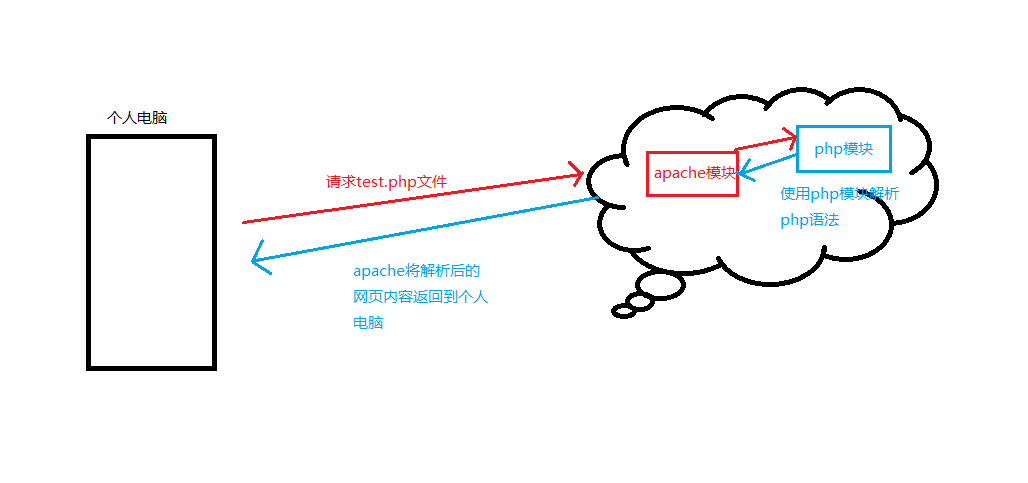 个人电脑
请求test.php文件
apache将解析后的
网页内容返回到个人
电脑
apache模块
php模块
使用php模块解析
php语法